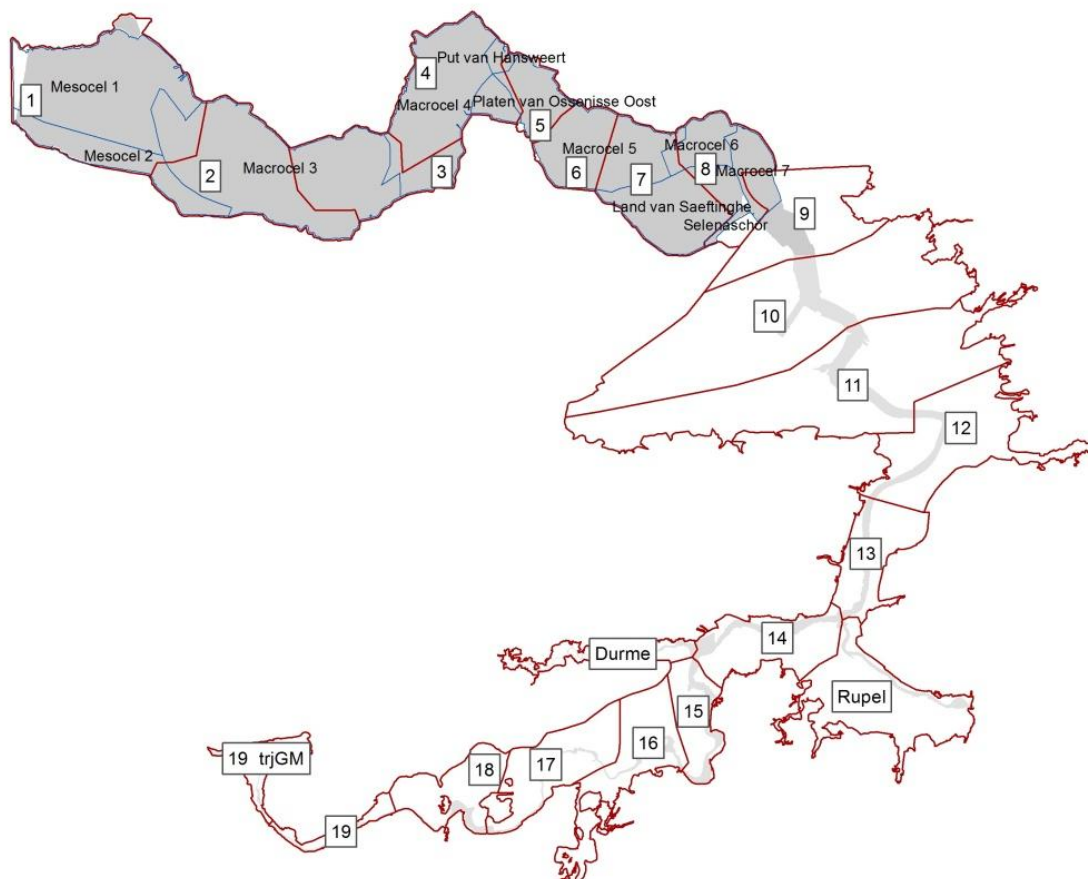 Put van Hansweert
4
Mesocel 1
1
Macrocel 4
Platen van Ossenisse Oost
5
Mesocel 2
Macrocel 3
2
3
Macrocel 5
6
7
Macrocel 6
8
Macrocel 7
Land van Saeftinghe
9
Selenaschor
10
11
12
13
14
Durme
Rupel
15
16
17
18
19 trjGM
19